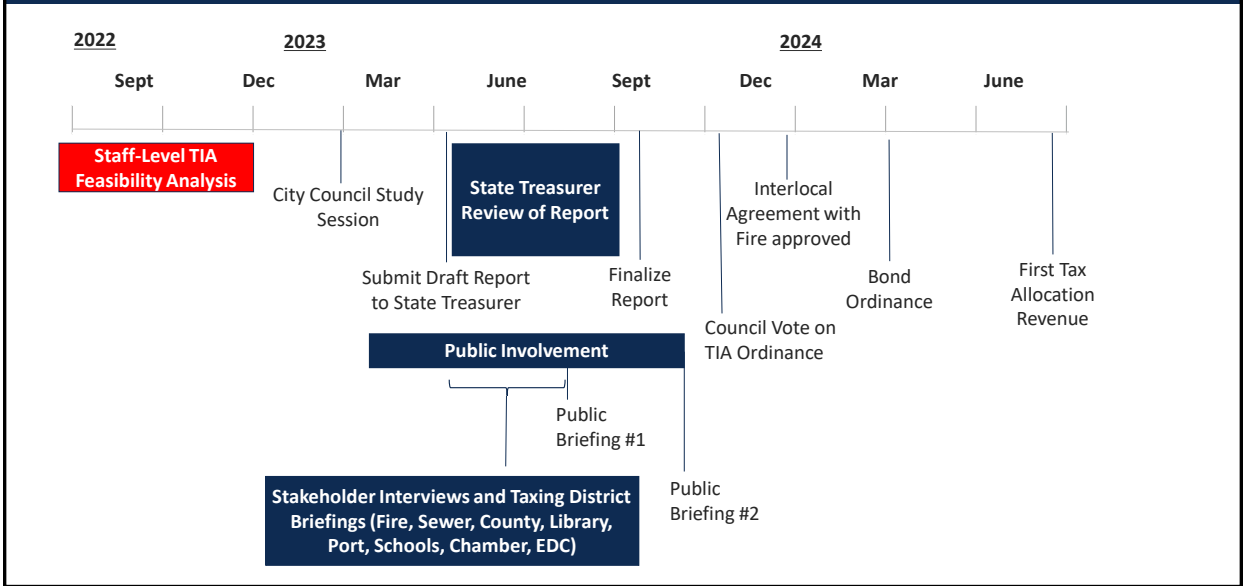 2022
2023
2024
Sept
Dec
Mar
June
Sept
Dec
Mar
June
Staff-Level TIA
Feasibility Analysis
City Council Study
Session
State Treasurer
Review of Report
Submit Draft Report
to State Treasurer
Finalize
Report
Council Vote on
TIA Ordinance
Interlocal
Agreement with
Fire approved
Bond
Ordinance
First Tax
Allocation
Revenue
Public Involvement
Public
Briefing #1
Public
Briefing #2
Stakeholder Interviews and Taxing District
Briefings (Fire, Sewer, County, Library,
Port, Schools, Chamber, EDC)